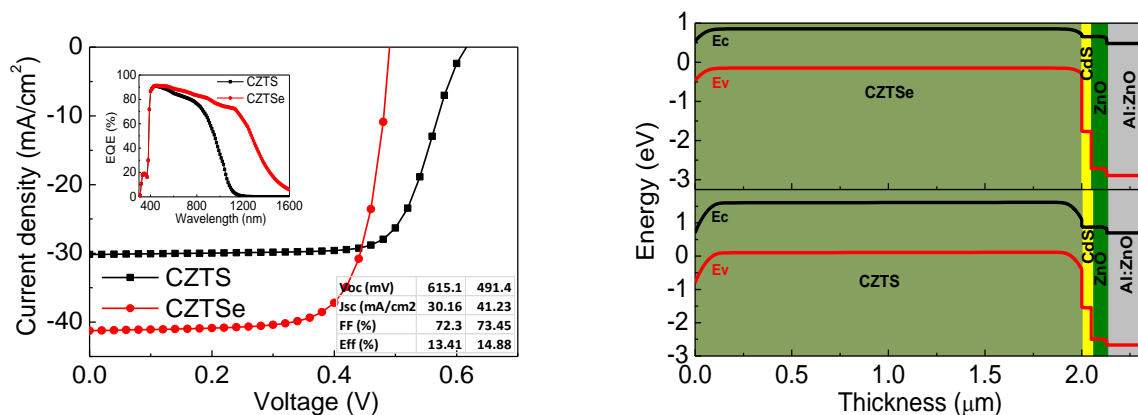 0
-10
-20
-30
-40
Current density (mA/cm²)
0.0 0.2 0.4 0.6
Voltage (V)
100
80
60
40
20
0
EQE (%)
400 800 1200 1600
Wavelength (nm)
CZTS
CZTSe
CZTS
CZTSe
Voc (mV) 615.1 491.4
Jsc (mA/cm2 30.16 41.23
FF (%) 72.3 73.45
Eff (%) 13.41 14.88
Energy (eV)
1
0
-1
-2
-3
Ec
Ev
CZTSe
CdS
ZnO
Al:ZnO
1
0
-1
-2
-3
Ec
Ev
CZTS
CdS
ZnO
Al:ZnO
0.0 0.5 1.0 1.5 2.0
Thickness (μm)